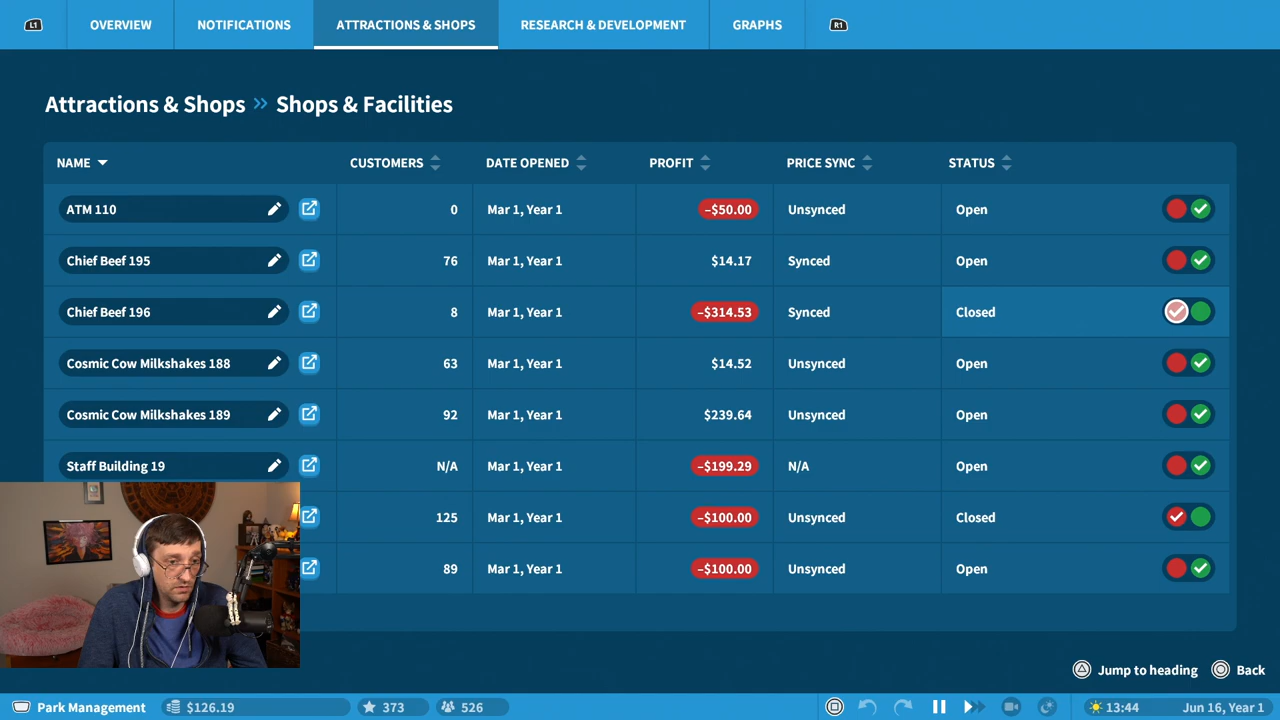 L1 OVERVIEW NOTIFICATIONS ATTRACTIONS & SHOPS RESEARCH & DEVELOPMENT GRAPHS R1
Attractions & Shops » Shops & Facilities
NAME CUSTOMERS DATE OPENED PROFIT PRICE SYNC STATUS
ATM 110 0 Mar 1, Year 1 –$50.00 Unsynced Open
Chief Beef 195 76 Mar 1, Year 1 $14.17 Synced Open
Chief Beef 196 8 Mar 1, Year 1 –$314.53 Synced Closed
Cosmic Cow Milkshakes 188 63 Mar 1, Year 1 $14.52 Unsynced Open
Cosmic Cow Milkshakes 189 92 Mar 1, Year 1 $239.64 Unsynced Open
Staff Building 19 N/A Mar 1, Year 1 –$199.29 N/A Open
125 Mar 1, Year 1 –$100.00 Unsynced Closed
89 Mar 1, Year 1 –$100.00 Unsynced Open
Jump to heading Back
Park Management $126.19 373 526 13:44 Jun 16, Year 1